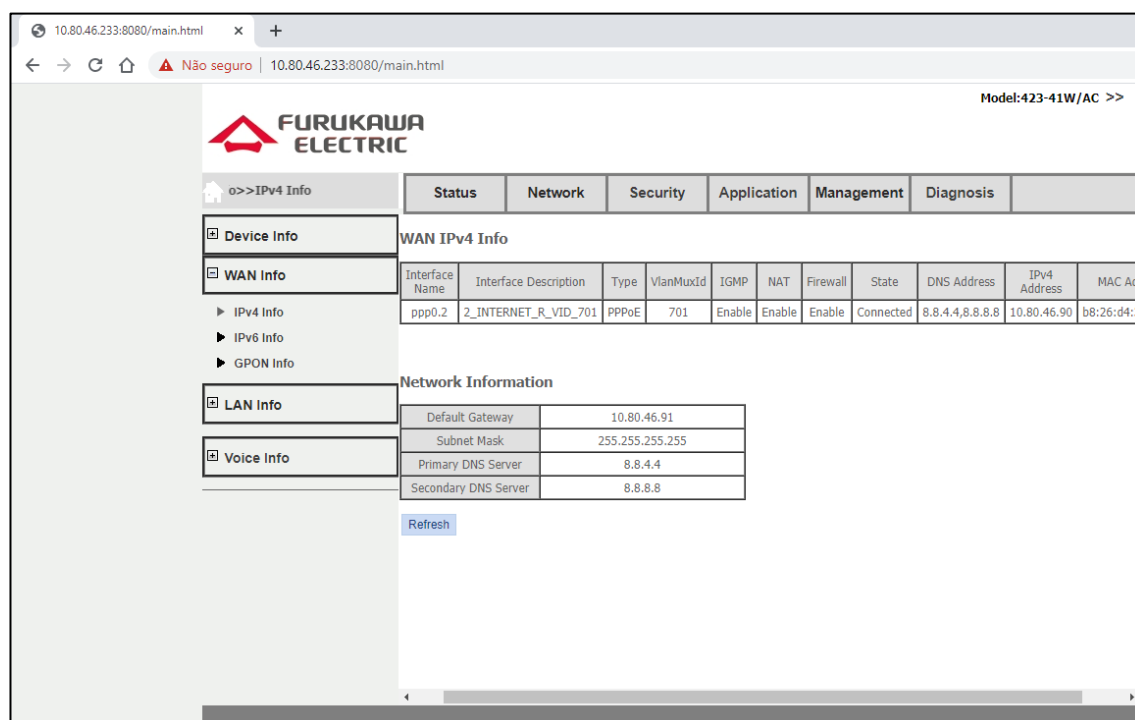 10.80.46.233:8080/main.html
Não seguro | 10.80.46.233:8080/main.html
Model:423-41W/AC >>
FURUKAWA
ELECTRIC
o>>IPv4 Info
Status Network Security Application Management Diagnosis
Device Info
WAN Info
IPv4 Info
IPv6 Info
GPON Info
LAN Info
Voice Info
WAN IPv4 Info
Interface Name Interface Description Type VlanMuxId IGMP NAT Firewall State DNS Address IPv4 Address MAC Ad
ppp0.2 2_INTERNET_R_VID_701 PPPoE 701 Enable Enable Enable Connected 8.8.4.4,8.8.8.8 10.80.46.90 b8:26:d4:
Network Information
Default Gateway 10.80.46.91
Subnet Mask 255.255.255.255
Primary DNS Server 8.8.4.4
Secondary DNS Server 8.8.8.8
Refresh